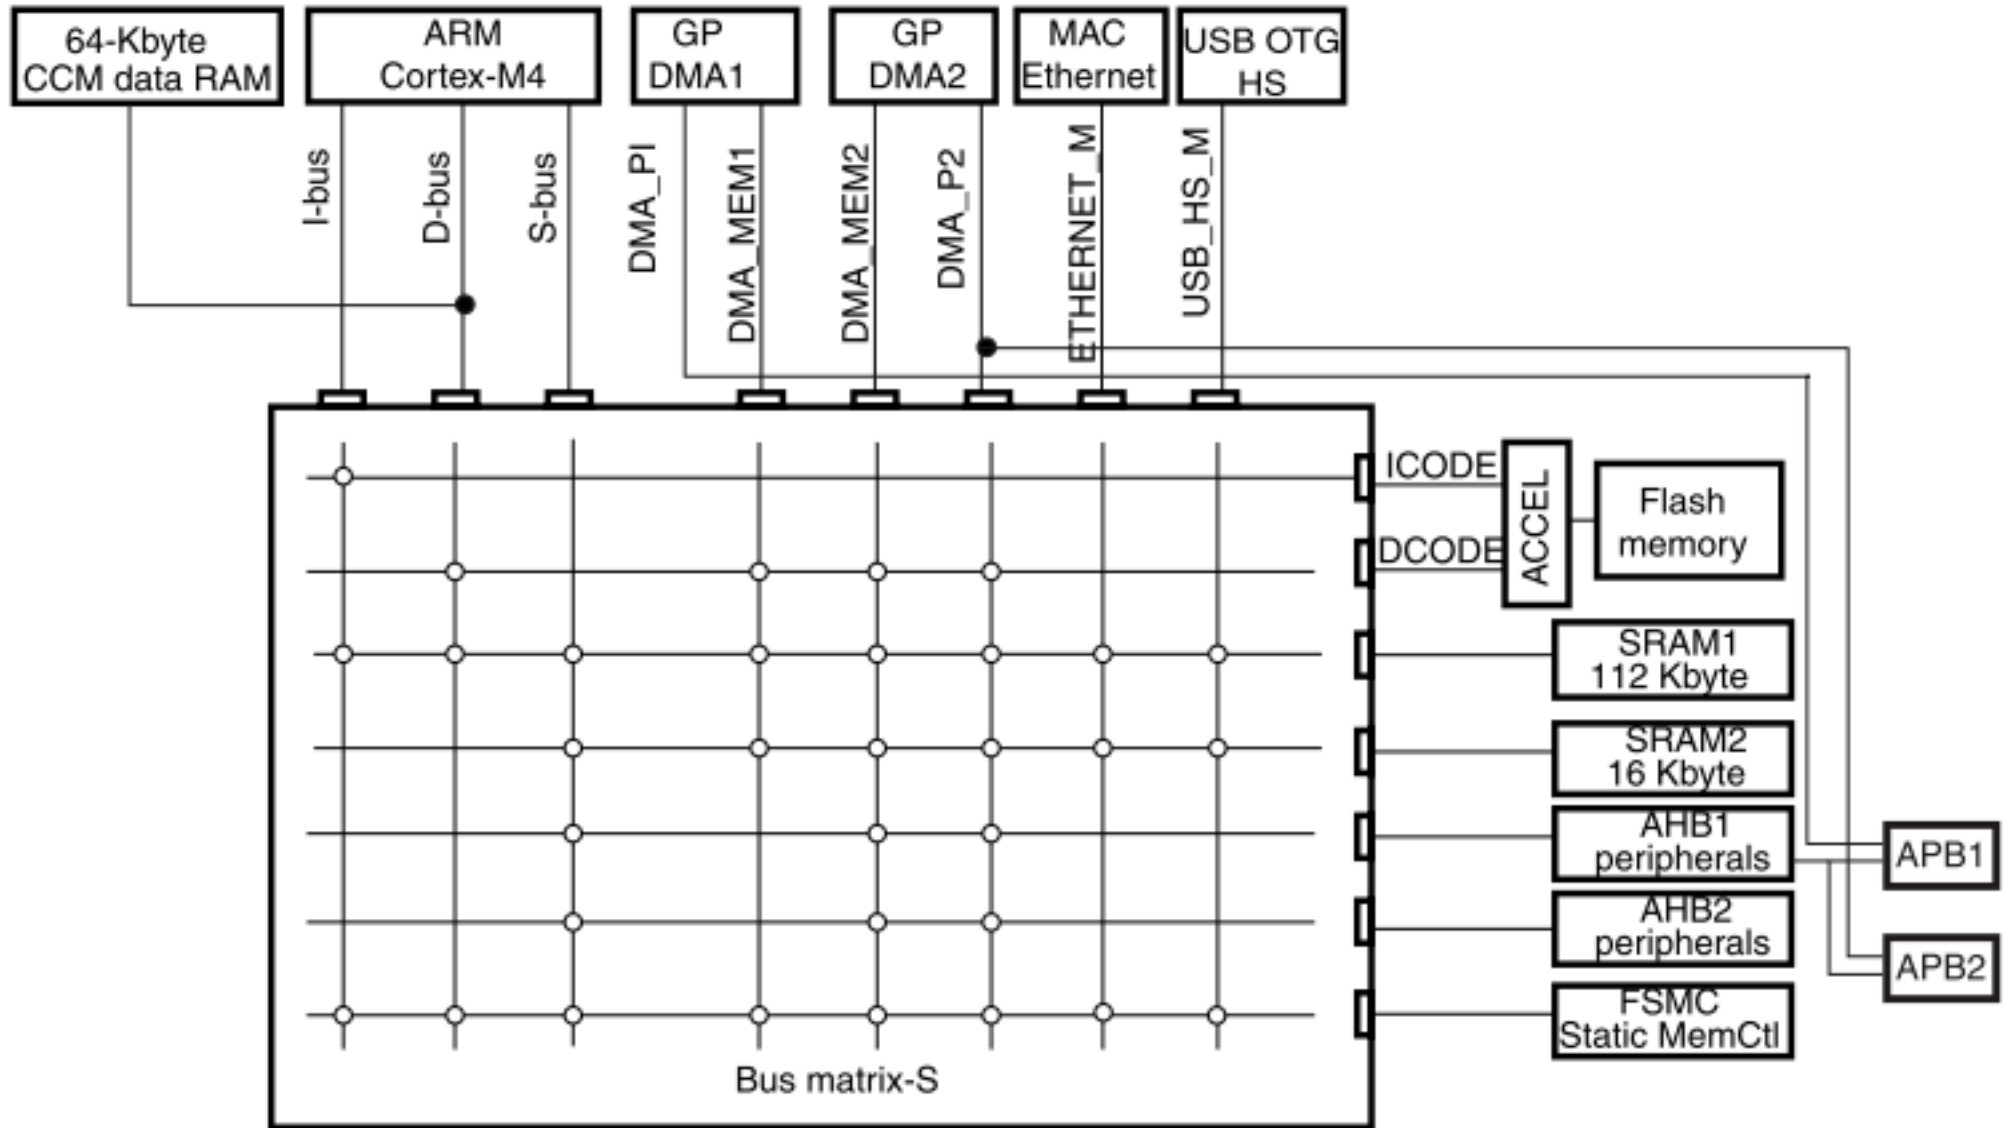 64-Kbyte
CCM data RAM
ARM
Cortex-M4
GP
DMA1
GP
DMA2
MAC
Ethernet
USB OTG
HS
I-bus
D-bus
S-bus
DMA_PI
DMA_MEM1
DMA_MEM2
DMA_P2
ETHERNET_M
USB_HS_M
ICODE
DCODE
ACCEL
Flash
memory
SRAM1
112 Kbyte
SRAM2
16 Kbyte
AHB1
peripherals
APB1
AHB2
peripherals
APB2
FSMC
Static MemCtl
Bus matrix-S